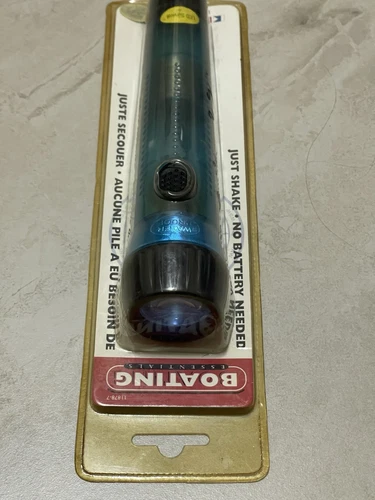 BOATING
ESSENTIALS
JUST SHAKE • NO BATTERY NEEDED
JUSTE SECOUER • AUCUNE PILE A EU BESOIN DE